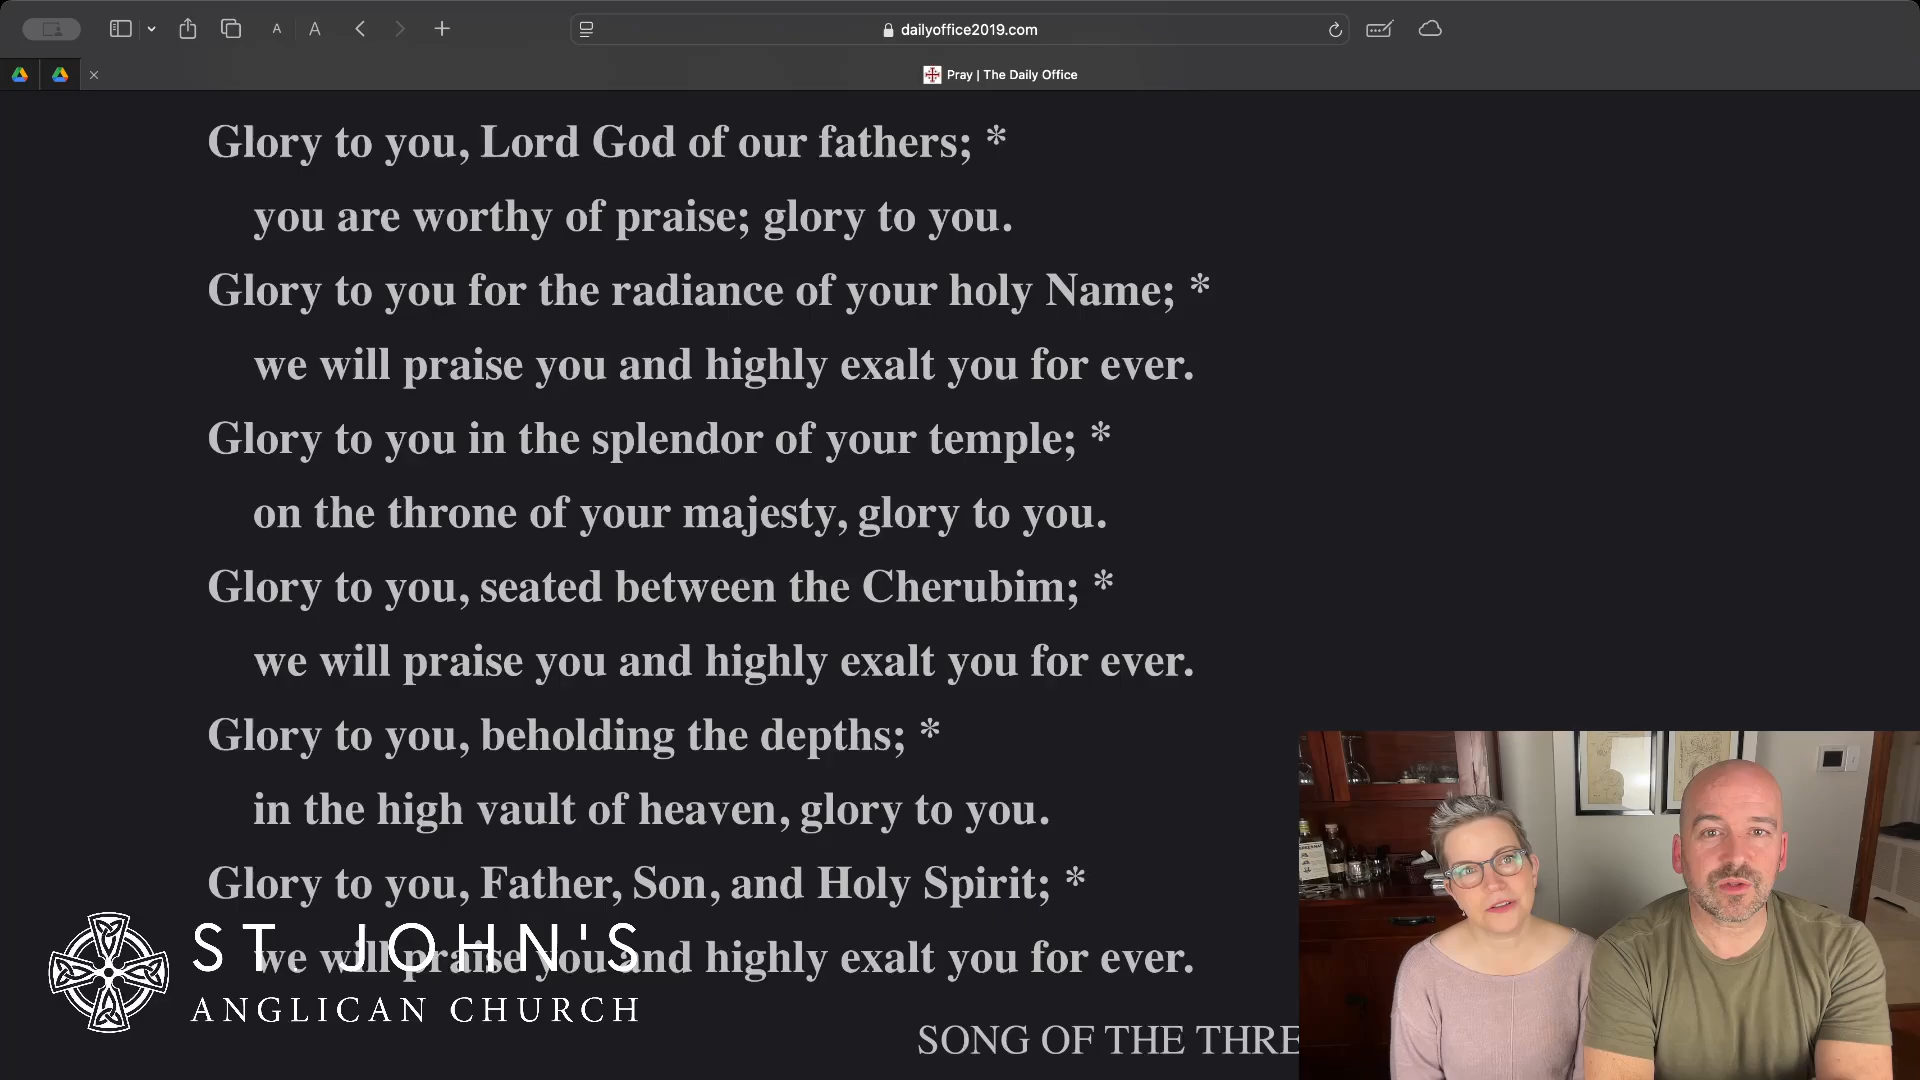 dailyoffice2019.com
Pray | The Daily Office
Glory to you, Lord God of our fathers; *
you are worthy of praise; glory to you.
Glory to you for the radiance of your holy Name; *
we will praise you and highly exalt you for ever.
Glory to you in the splendor of your temple; *
on the throne of your majesty, glory to you.
Glory to you, seated between the Cherubim; *
we will praise you and highly exalt you for ever.
Glory to you, beholding the depths; *
in the high vault of heaven, glory to you.
Glory to you, Father, Son, and Holy Spirit; *
we will praise you and highly exalt you for ever.
ST JOHN'S
ANGLICAN CHURCH
SONG OF THE THRE